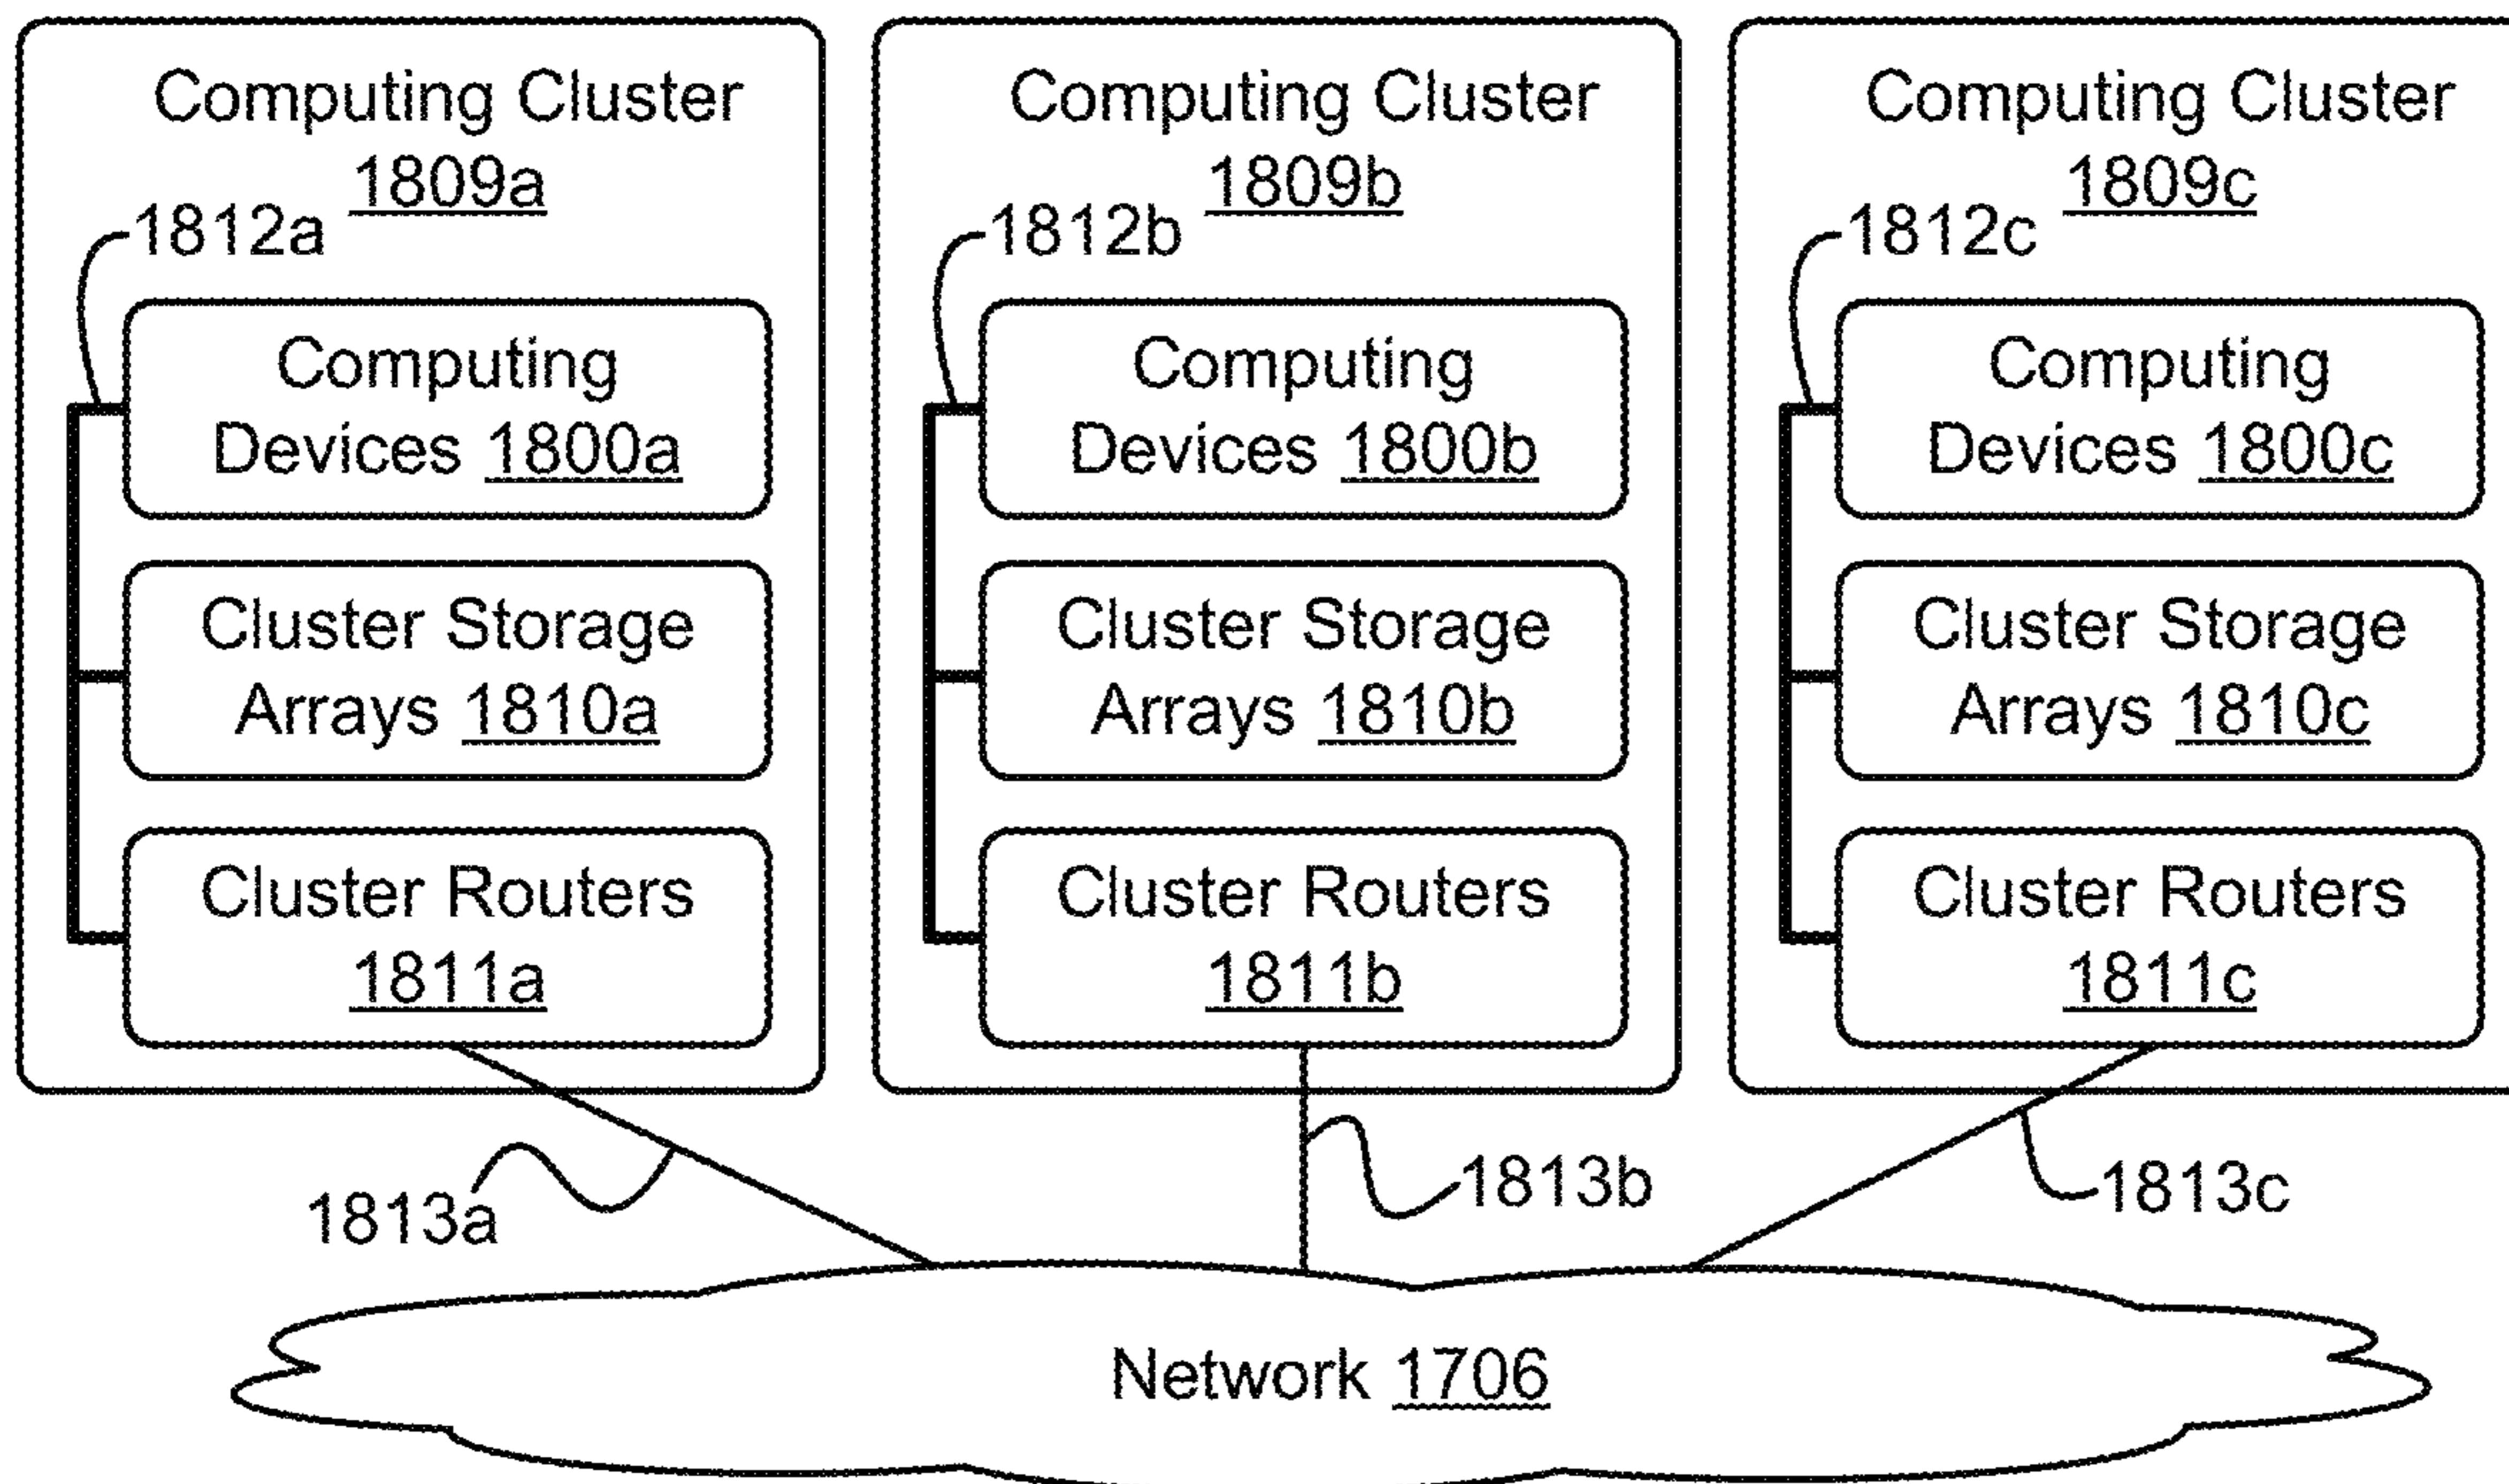 Computing Cluster
1809a
1812a
Computing
Devices 1800a
Cluster Storage
Arrays 1810a
Cluster Routers
1811a
Computing Cluster
1809b
1812b
Computing
Devices 1800b
Cluster Storage
Arrays 1810b
Cluster Routers
1811b
Computing Cluster
1809c
1812c
Computing
Devices 1800c
Cluster Storage
Arrays 1810c
Cluster Routers
1811c
1813a
1813b
1813c
Network 1706